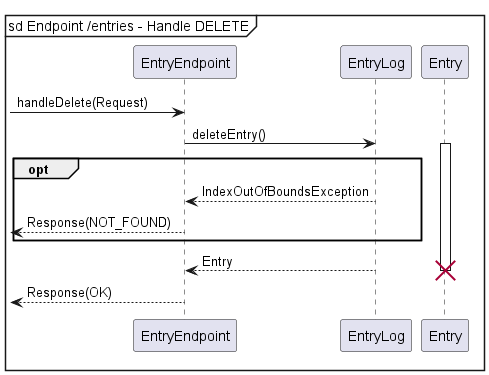 sd Endpoint /entries - Handle DELETE
EntryEndpoint
EntryLog
Entry
handleDelete(Request)
deleteEntry()
opt
IndexOutOfBoundsException
Response(NOT_FOUND)
Entry
Response(OK)
EntryEndpoint
EntryLog
Entry